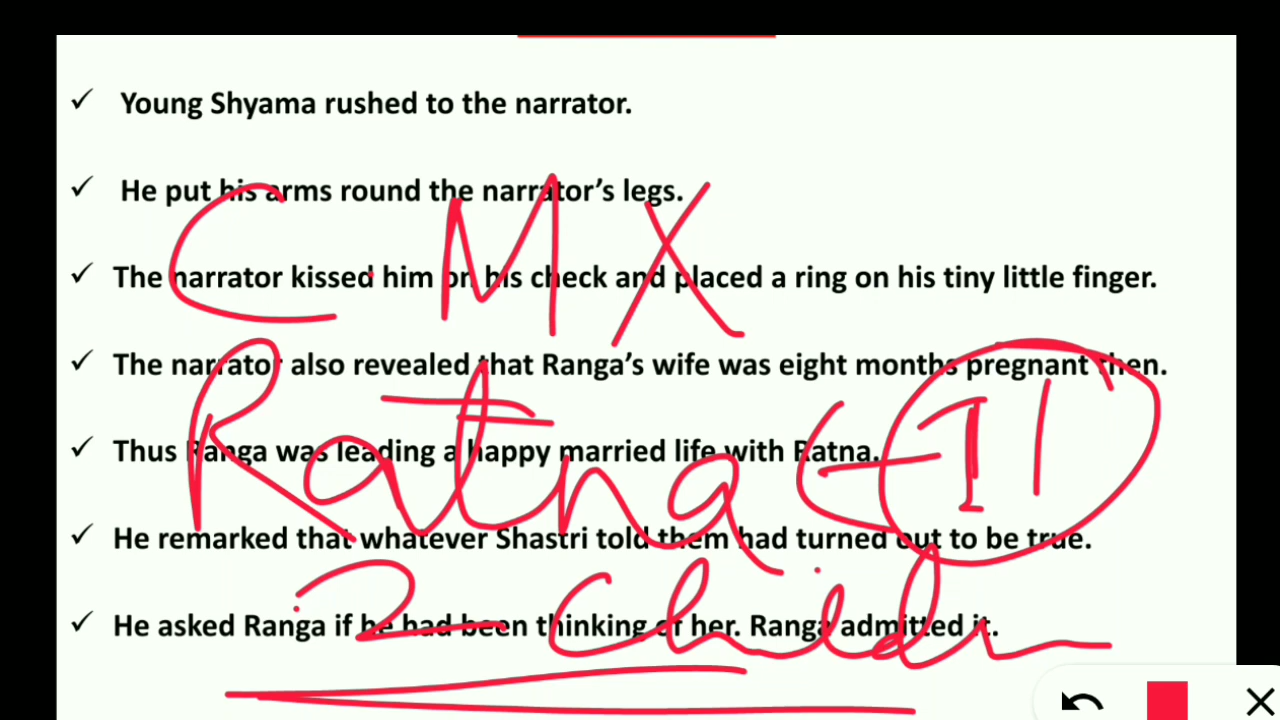 ✓ Young Shyama rushed to the narrator.
✓ He put his arms round the narrator's legs.
C M X
✓ The narrator kissed him on his check and placed a ring on his tiny little finger.
✓ The narrator also revealed that Ranga's wife was eight months pregnant then.
✓ Thus Ranga was leading a happy married life with Ratna.
Ratna 11
✓ He remarked that whatever Shastri told them had turned out to be true.
✓ He asked Ranga if he had been thinking of her. Ranga admitted it.
2 Childn